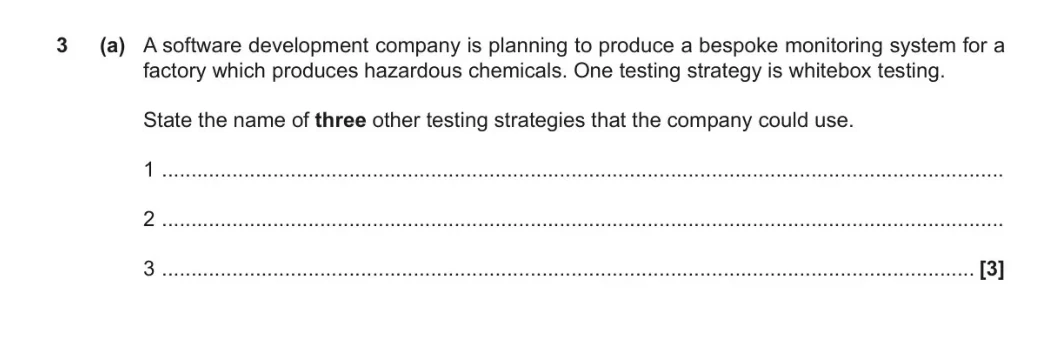 3 (a) A software development company is planning to produce a bespoke monitoring system for a
factory which produces hazardous chemicals. One testing strategy is whitebox testing.
State the name of three other testing strategies that the company could use.
1 ................................................................................................................................................
2 ................................................................................................................................................
3 ........................................................................................................................................... [3]